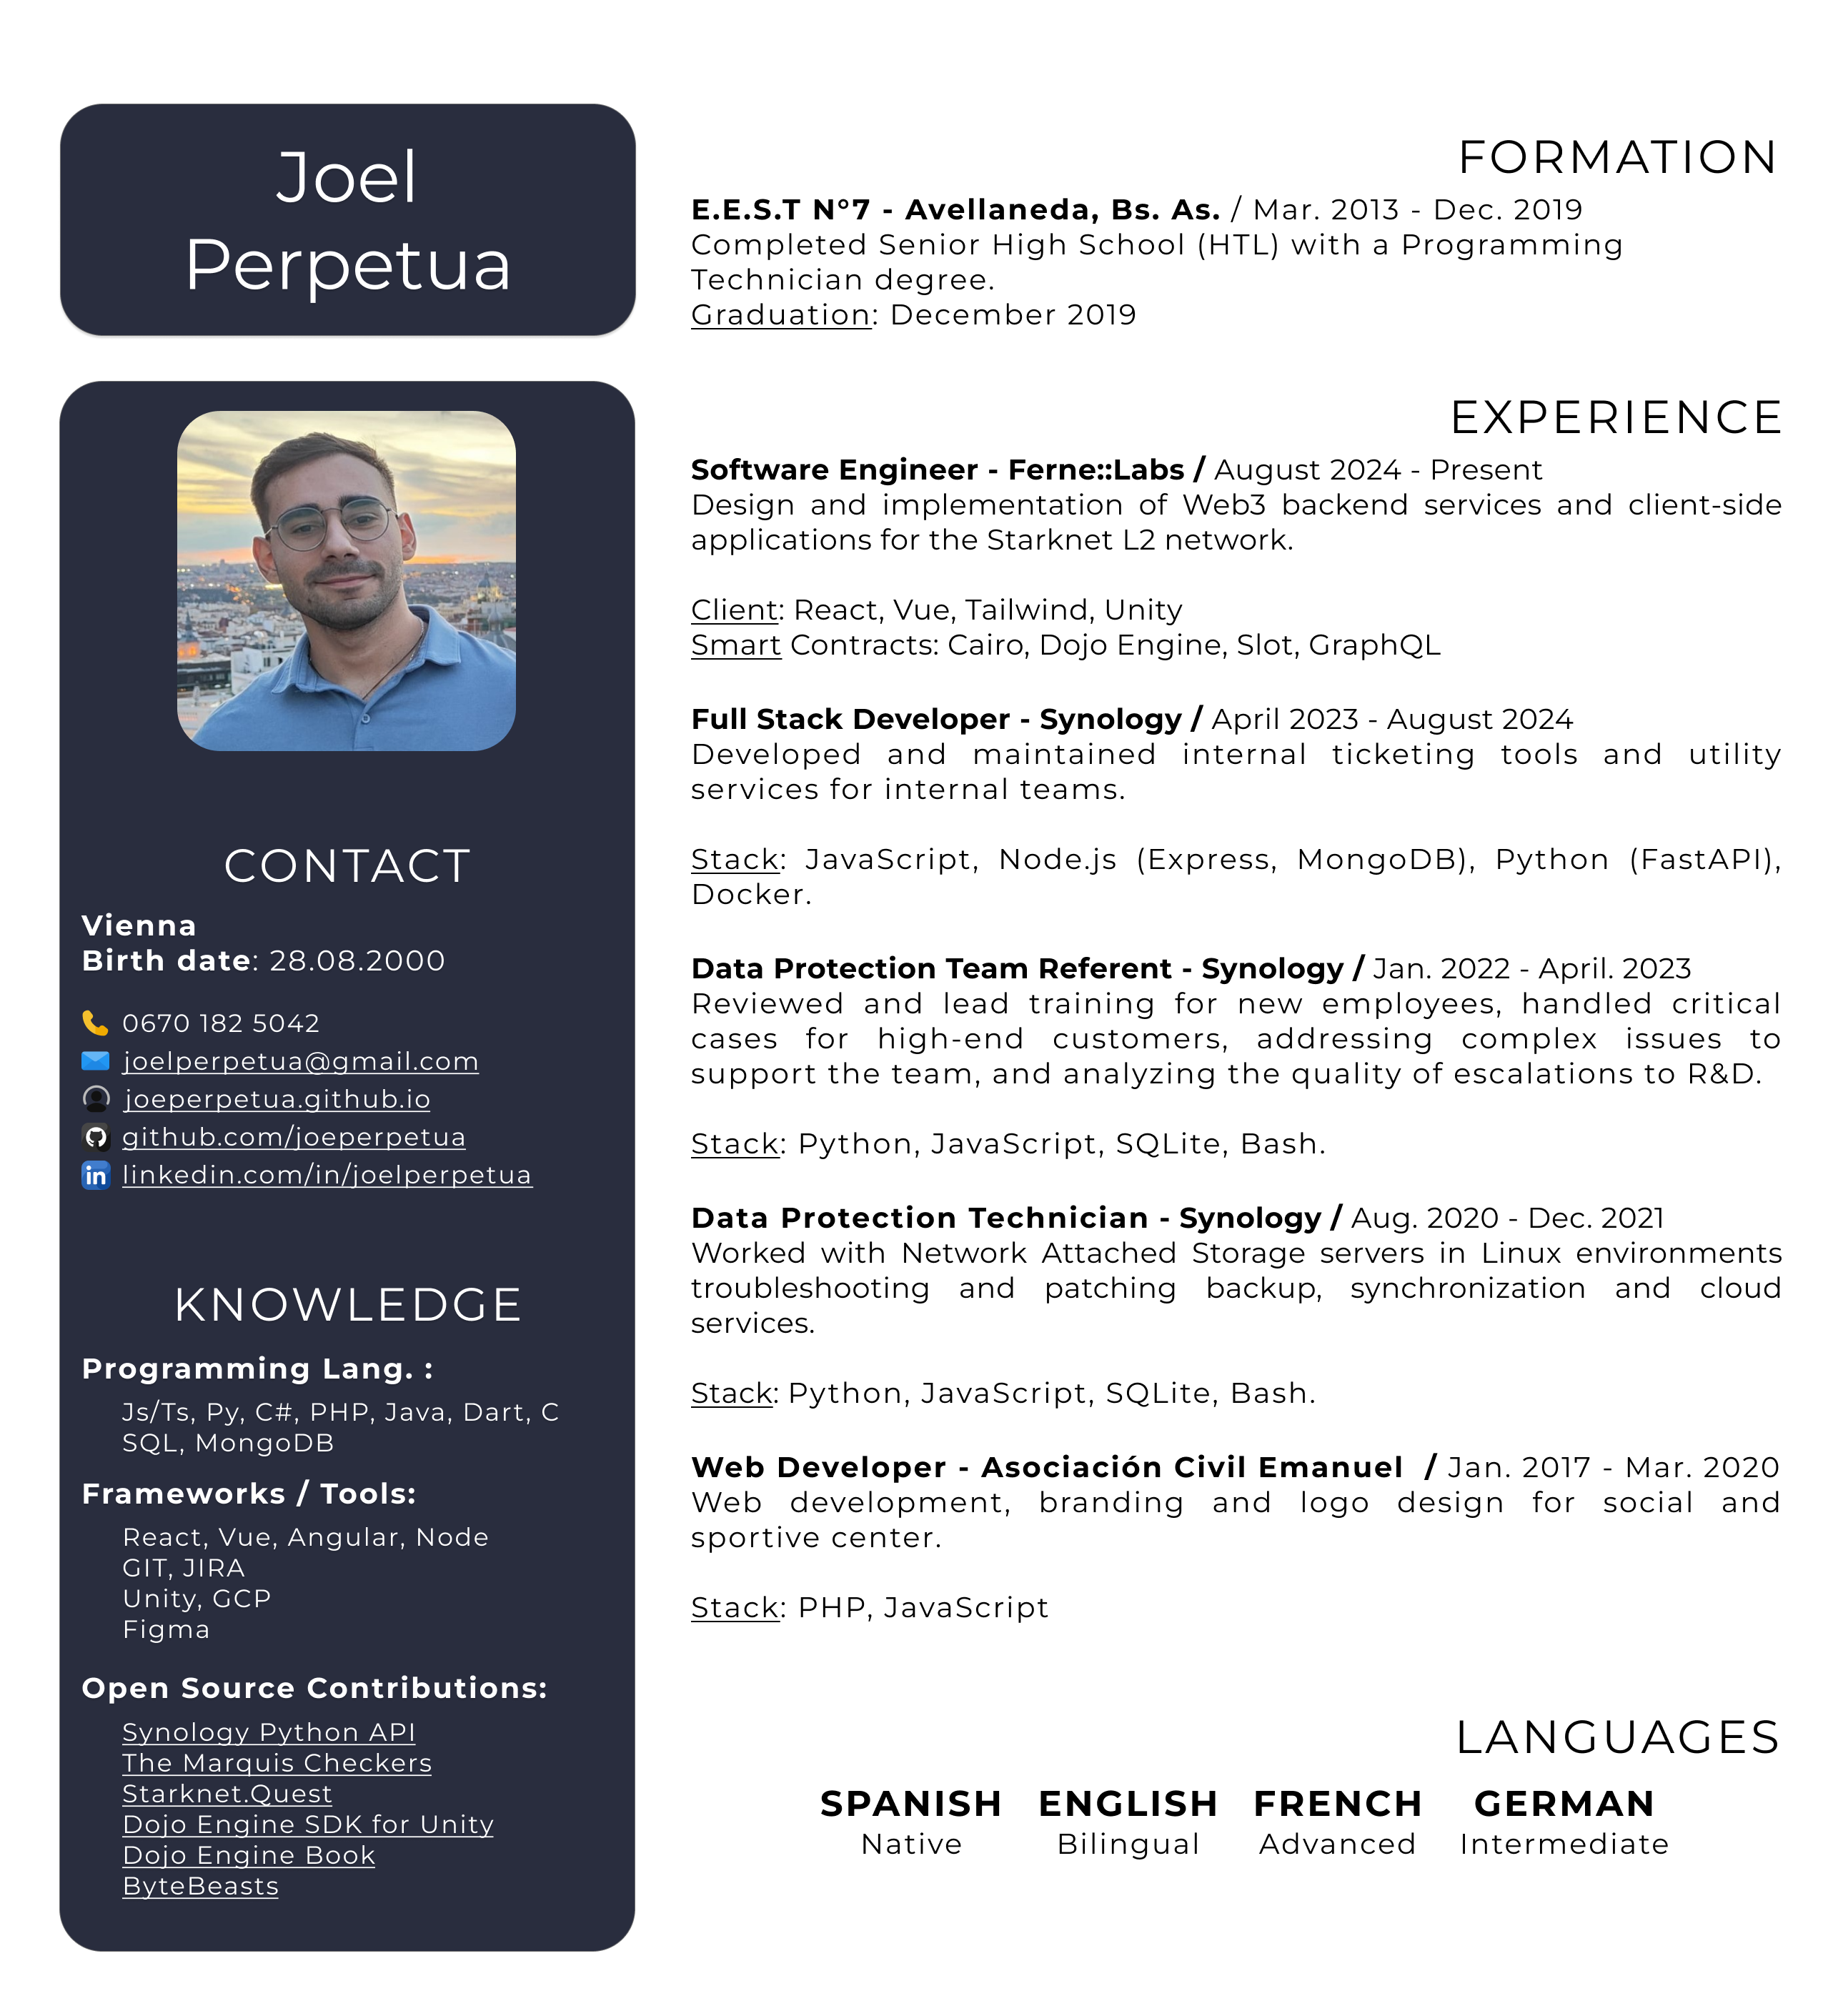 Joel
Perpetua
CONTACT
Vienna
Birth date: 28.08.2000
0670 182 5042
joelperpetua@gmail.com
joeperpetua.github.io
github.com/joeperpetua
in linkedin.com/in/joelperpetua
KNOWLEDGE
Programming Lang. :
Js/Ts, Py, C#, PHP, Java, Dart, C
SQL, MongoDB
Frameworks / Tools:
React, Vue, Angular, Node
GIT, JIRA
Unity, GCP
Figma
Open Source Contributions:
Synology Python API
The Marquis Checkers
Starknet.Quest
Dojo Engine SDK for Unity
Dojo Engine Book
ByteBeasts
FORMATION
E.E.S.T N°7 - Avellaneda, Bs. As. / Mar. 2013 - Dec. 2019
Completed Senior High School (HTL) with a Programming
Technician degree.
Graduation: December 2019
EXPERIENCE
Software Engineer - Ferne::Labs / August 2024 - Present
Design and implementation of Web3 backend services and client-side
applications for the Starknet L2 network.
Client: React, Vue, Tailwind, Unity
Smart Contracts: Cairo, Dojo Engine, Slot, GraphQL
Full Stack Developer - Synology / April 2023 - August 2024
Developed and maintained internal ticketing tools and utility
services for internal teams.
Stack: JavaScript, Node.js (Express, MongoDB), Python (FastAPI),
Docker.
Data Protection Team Referent - Synology / Jan. 2022 - April. 2023
Reviewed and lead training for new employees, handled critical
cases for high-end customers, addressing complex issues to
support the team, and analyzing the quality of escalations to R&D.
Stack: Python, JavaScript, SQLite, Bash.
Data Protection Technician - Synology / Aug. 2020 - Dec. 2021
Worked with Network Attached Storage servers in Linux environments
troubleshooting and patching backup, synchronization and cloud
services.
Stack: Python, JavaScript, SQLite, Bash.
Web Developer - Asociación Civil Emanuel / Jan. 2017 - Mar. 2020
Web development, branding and logo design for social and
sportive center.
Stack: PHP, JavaScript
LANGUAGES
SPANISH ENGLISH FRENCH GERMAN
Native Bilingual Advanced Intermediate